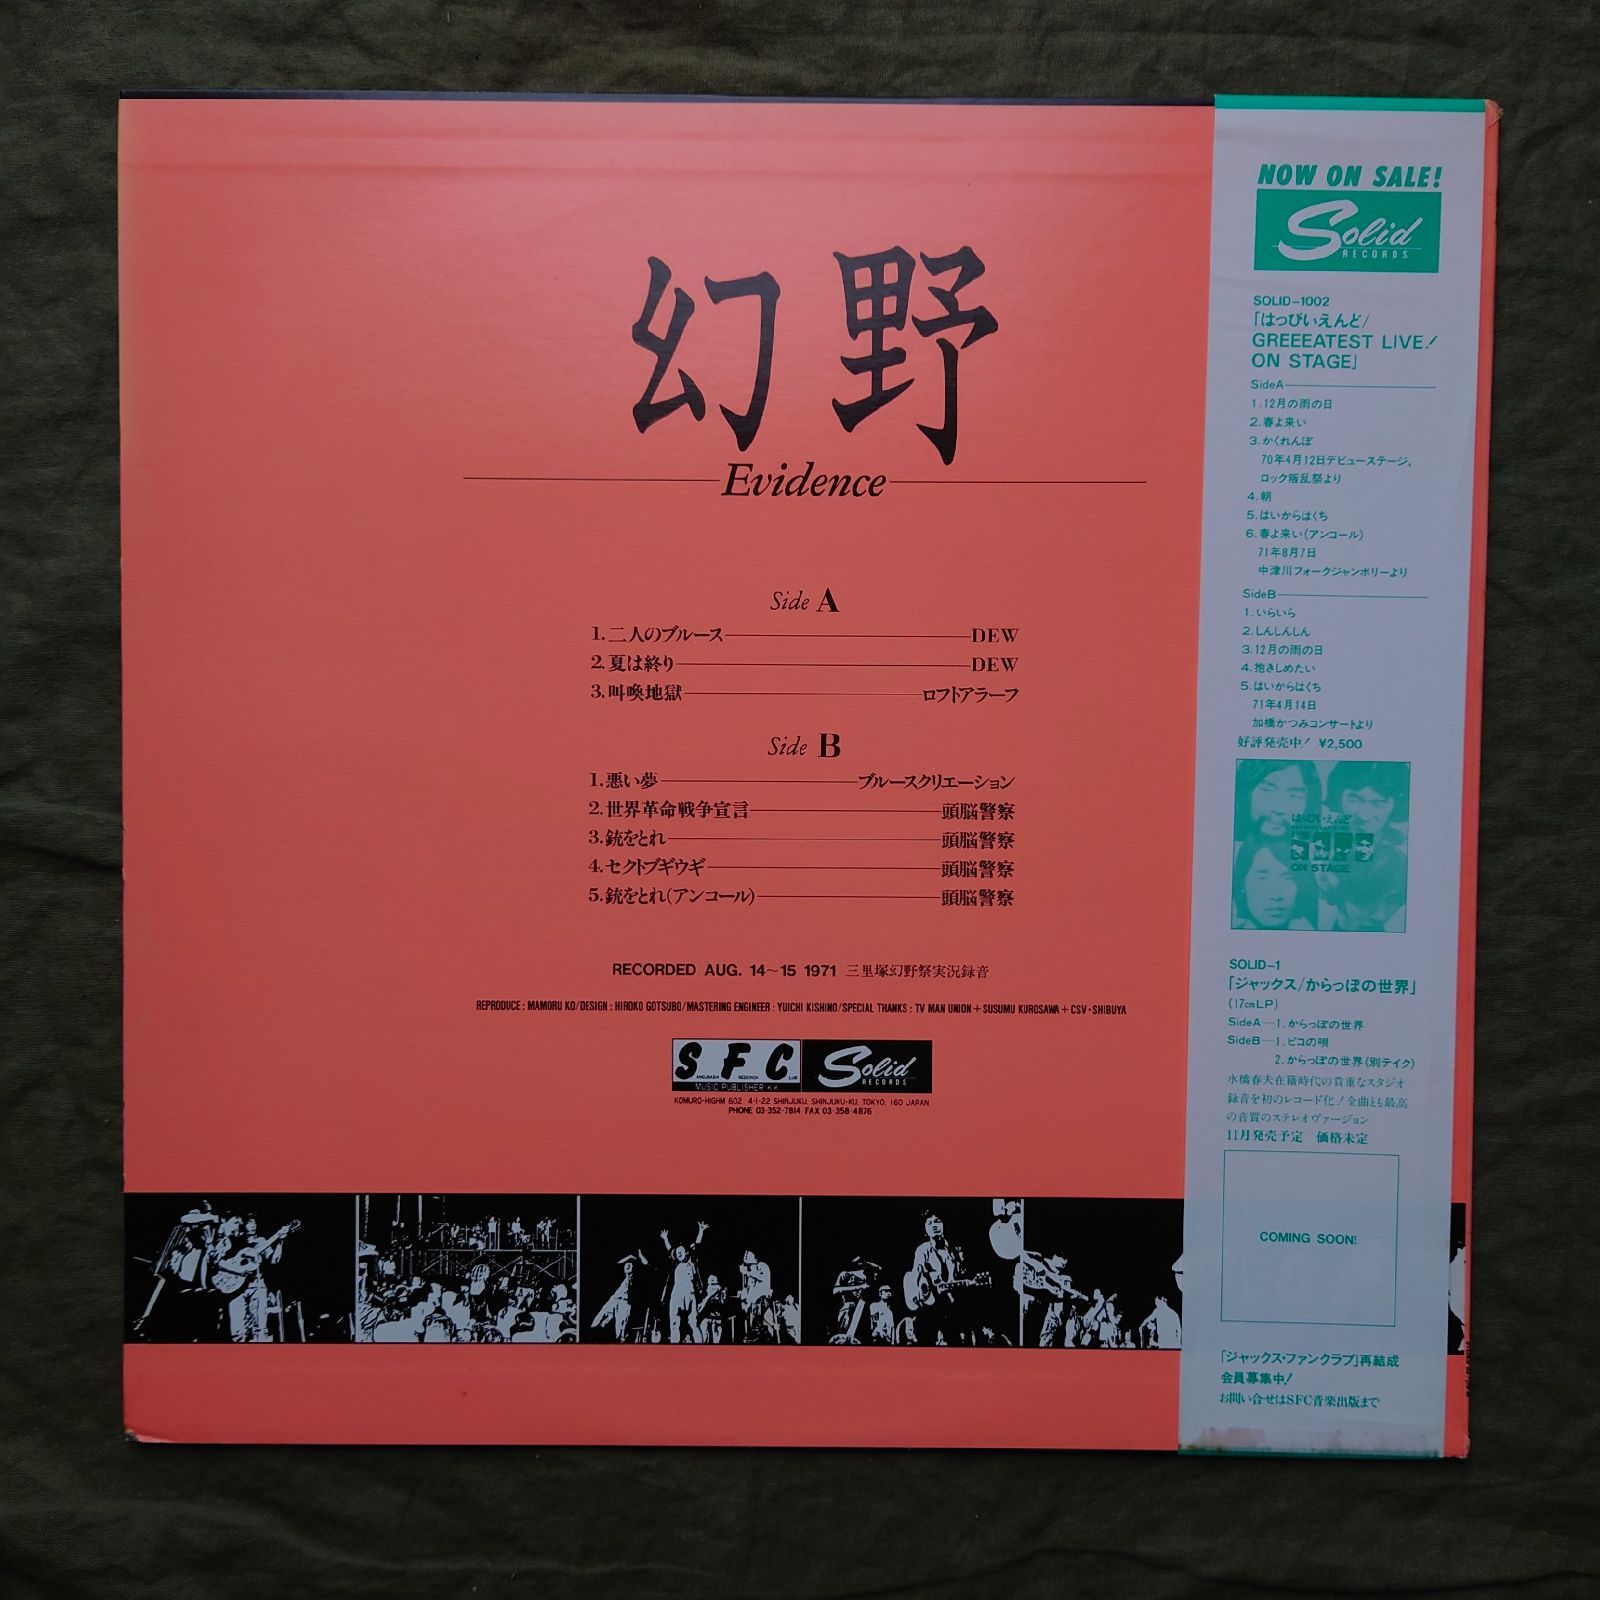 幻野
Evidence
Side A
1.二人のブルース DEW
2.夏は終り DEW
3.叫喚地獄 ロフトアラーフ
Side B
1.悪い夢 ブルースクリエーション
2.世界革命戦争宣言 頭脳警察
3.銃をとれ 頭脳警察
4.セクトブギウギ 頭脳警察
5.銃をとれ(アンコール) 頭脳警察
RECORDED AUG. 14~15 1971 三里塚幻野祭実況録音
REPRODUCE : MAMORU KO/DESIGN : HIROKO GOTSUBO/MASTERING ENGINEER : YUICHI KISHINO/SPECIAL THANKS : TV MAN UNION + SUSUMU KUROSAWA + CSV・SHIBUYA
SFC
MUSIC PUBLISHER K.K.
Solid
RECORDS
KOMURO-HIGHM 602 4-1-22 SHINJUKU, SHINJUKU-KU, TOKYO, 160 JAPAN
PHONE 03-352-7814 FAX 03-358-4876
NOW ON SALE!
Solid
RECORDS
SOLID-1002
「はっぴいえんど/
GREEEATEST LIVE!
ON STAGE」
SideA
1.12月の雨の日
2.春よ来い
3.かくれんぼ
70年4月12日デビューステージ、
ロック叛乱祭より
4.朝
5.はいからはくち
6.春よ来い(アンコール)
71年8月7日
中津川フォークジャンボリーより
SideB
1.いらいら
2.しんしんしん
3.12月の雨の日
4.抱きしめたい
5.はいからはくち
71年4月14日
加橋かつみコンサートより
好評発売中! ¥2,500
はっぴいえんど
ON STAGE
SOLID-1
「ジャックス/からっぽの世界」
(17cmLP)
SideA—1.からっぽの世界
SideB—1.ピコの唄
2.からっぽの世界(別テイク)
水橋春夫在籍時代の貴重なスタジオ
録音を初のレコード化!全曲とも最高
の音質のステレオヴァージョン
11月発売予定 価格未定
COMING SOON!
「ジャックス・ファンクラブ」再結成
会員募集中!
お問い合せはSFC音楽出版まで